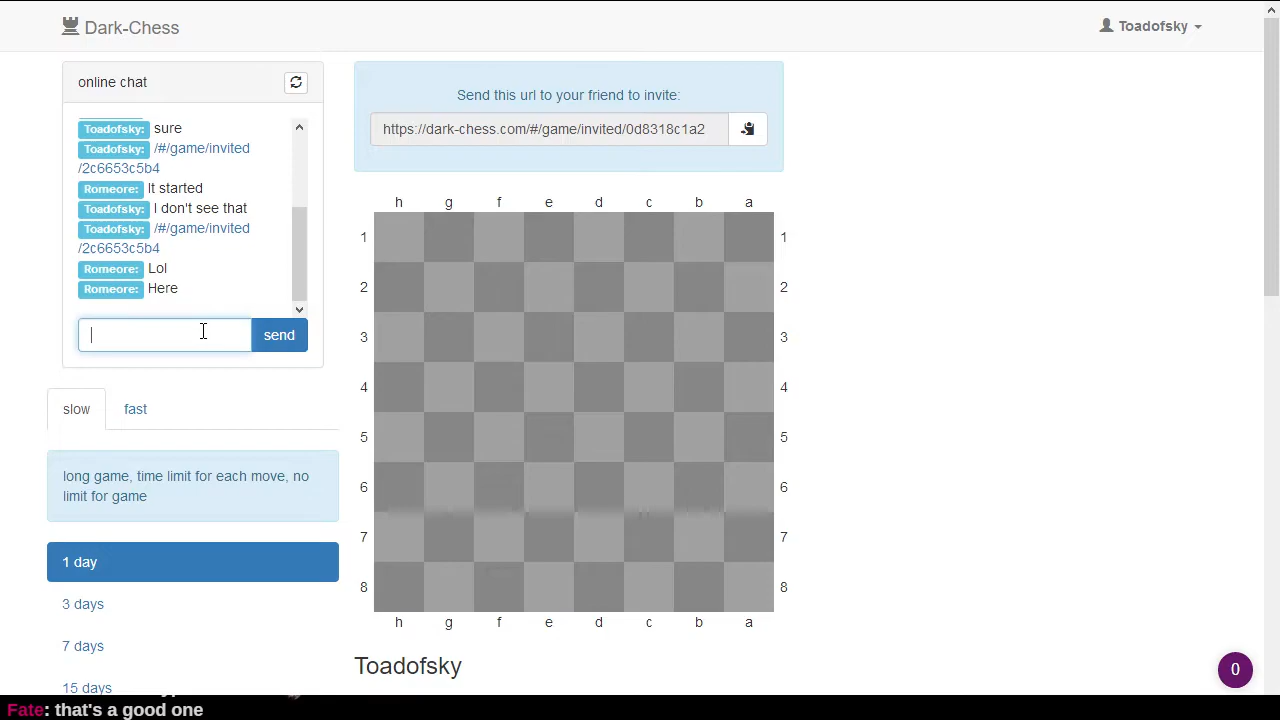 Dark-Chess
Toadofsky
online chat
Toadofsky: sure
Toadofsky: /#/game/invited
/2c6653c5b4
Romeore: It started
Toadofsky: I don't see that
Toadofsky: /#/game/invited
/2c6653c5b4
Romeore: Lol
Romeore: Here
send
slow
fast
long game, time limit for each move, no
limit for game
1 day
3 days
7 days
15 days
Send this url to your friend to invite:
https://dark-chess.com/#/game/invited/0d8318c1a2
h g f e d c b a
1 1
2 2
3 3
4 4
5 5
6 6
7 7
8 8
h g f e d c b a
Toadofsky
0
Fate: that's a good one